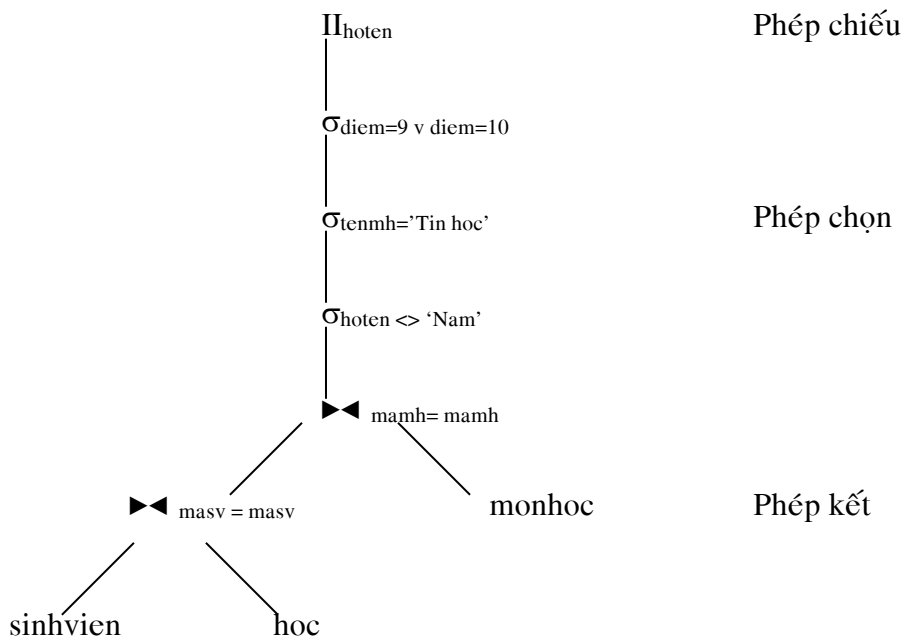 IIhoten Phép chiếu
σdiem=9 v diem=10
σtenmh=’Tin hoc’ Phép chọn
σhoten <> ‘Nam’
►◄ mamh= mamh
►◄ masv = masv monhoc Phép kết
sinhvien hoc